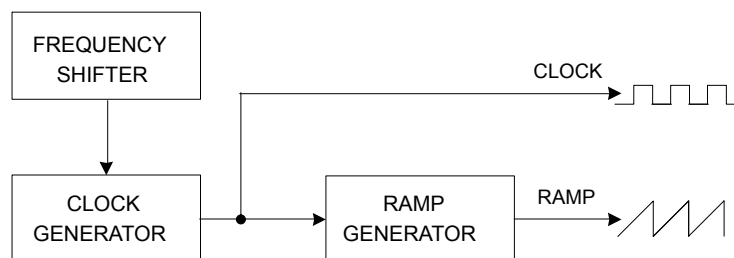 FREQUENCY
SHIFTER
CLOCK
CLOCK
GENERATOR
RAMP
GENERATOR
RAMP